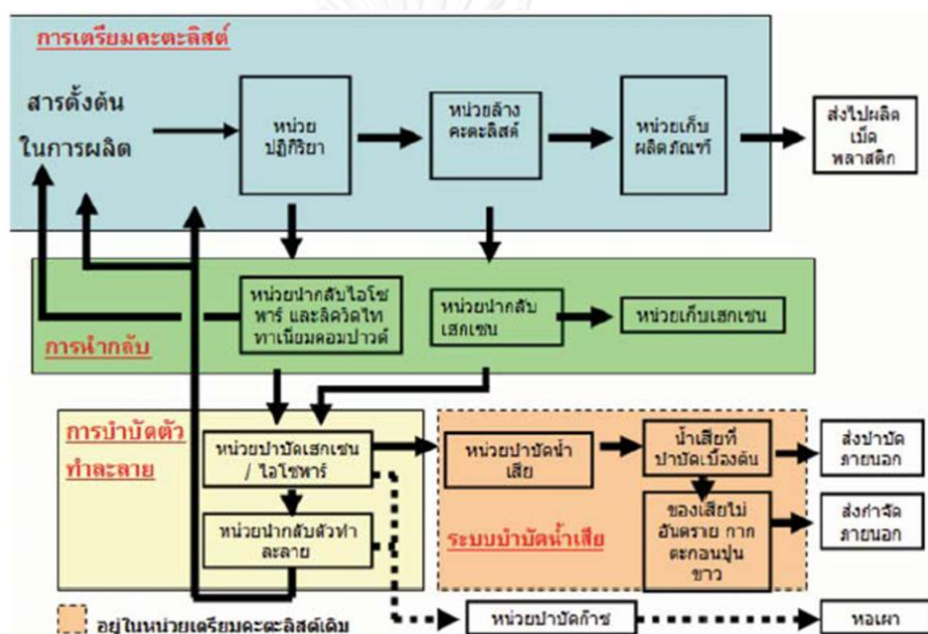 การเตรียมคะตะลิสต์
สารตั้งต้น
ในการผลิต
หน่วย
ปฏิกิริยา
หน่วยล้าง
คะตะลิสต์
หน่วยเก็บ
ผลิตภัณฑ์
ส่งไปผลิต
เม็ด
พลาสติก
หน่วยนำกลับไอโซ
พาร์ และลิควิดไท
ทาเนียมคอมปาวด์
หน่วยนำกลับ
เฮกเซน
หน่วยเก็บเฮกเซน
การนำกลับ
การบำบัดตัว
ทำละลาย
หน่วยบำบัดเฮกเซน
/ ไอโซพาร์
หน่วยนำกลับตัวทำ
ละลาย
หน่วยบำบัดน้ำ
เสีย
น้ำเสียที่
บำบัดเบื้องต้น
ส่งบำบัด
ภายนอก
ของเสียไม่
อันตราย กาก
ตะกอนปูน
ขาว
ส่งกำจัด
ภายนอก
ระบบบำบัดน้ำเสีย
อยู่ในหน่วยเตรียมคะตะลิสต์เดิม
หน่วยบำบัดก๊าซ
หอเผา